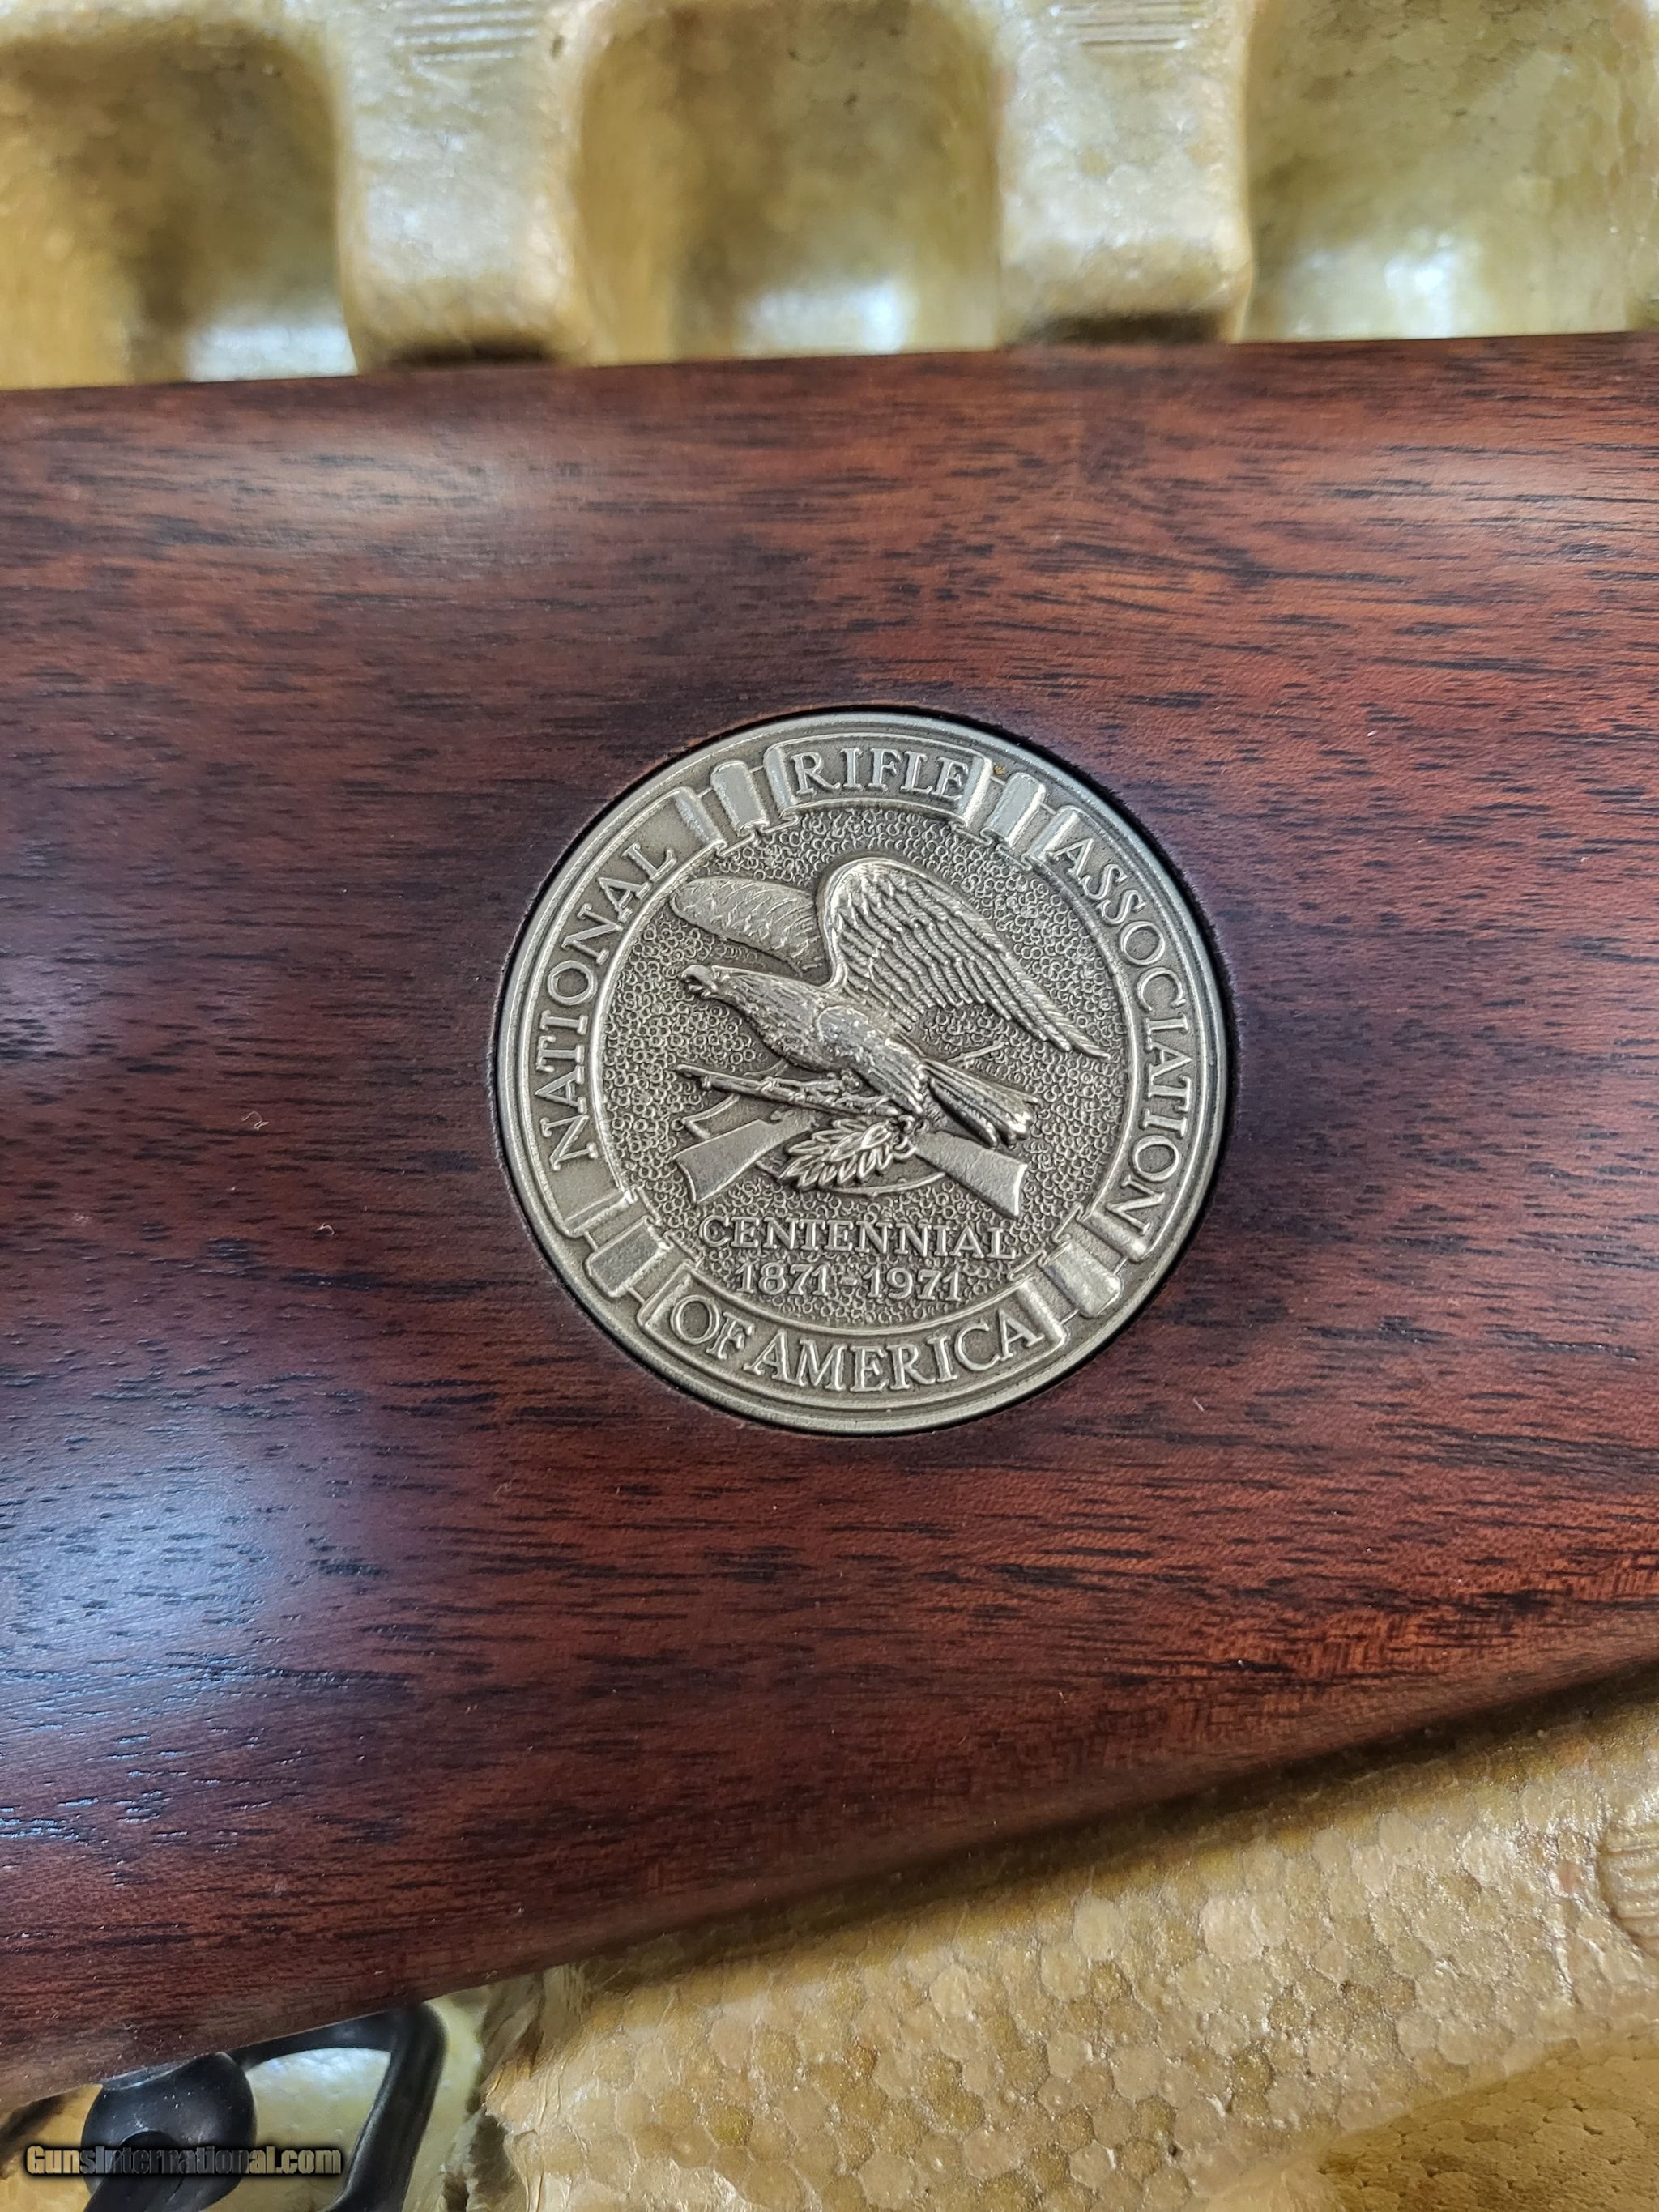 NATIONAL RIFLE ASSOCIATION
CENTENNIAL
1871-1971
OF AMERICA
GunsInternational.com